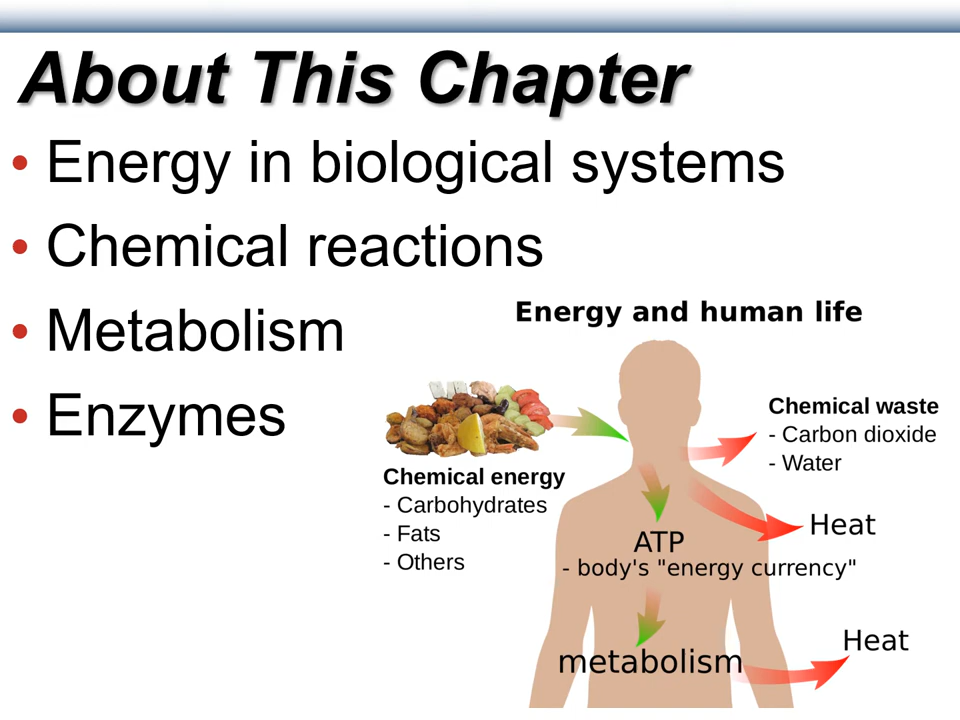 About This Chapter
• Energy in biological systems
• Chemical reactions
• Metabolism
• Enzymes
Energy and human life
Chemical energy
- Carbohydrates
- Fats
- Others
Chemical waste
- Carbon dioxide
- Water
Heat
ATP
- body's "energy currency"
Heat
metabolism